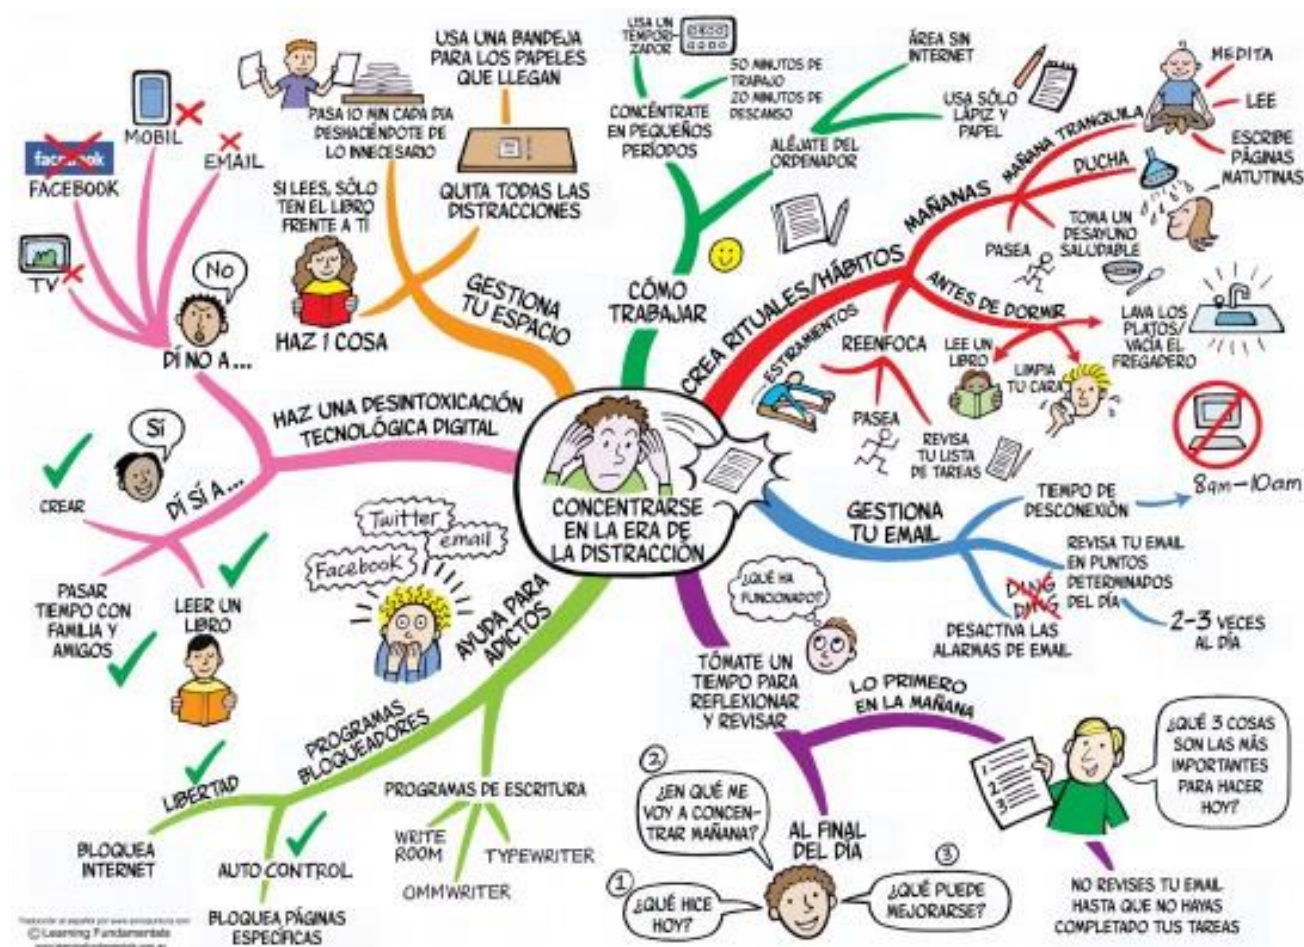 CONCENTRARSE
EN LA ERA DE
LA DISTRACCIÓN
CÓMO
TRABAJAR
CONCÉNTRATE
EN PEQUEÑOS
PERÍODOS
USA UN
TEMPORI-
ZADOR
50 MINUTOS DE
TRABAJO
20 MINUTOS DE
DESCANSO
ALÉJATE DEL
ORDENADOR
ÁREA SIN
INTERNET
USA SÓLO
LÁPIZ Y
PAPEL
CREA RITUALES/HÁBITOS
MAÑANAS
MAÑANA TRANQUILA
MEDITA
LEE
ESCRIBE
PÁGINAS
MATUTINAS
DUCHA
TOMA UN
DESAYUNO
SALUDABLE
PASEA
ANTES DE DORMIR
LAVA LOS
PLATOS/
VACÍA EL
FREGADERO
LEE UN
LIBRO
LIMPIA
TU CARA
REENFOCA
ESTIRAMENTOS
PASEA
REVISA
TU LISTA
DE TAREAS
GESTIONA
TU EMAIL
TIEMPO DE
DESCONEXIÓN
8am-10am
REVISA TU EMAIL
EN PUNTOS
DETERMINADOS
DEL DÍA
2-3 VECES
AL DÍA
DING
DING
DESACTIVA LAS
ALARMAS DE EMAIL
TÓMATE UN
TIEMPO PARA
REFLEXIONAR
Y REVISAR
¿QUÉ HA
FUNCIONADO?
LO PRIMERO
EN LA MAÑANA
1
2
3
¿QUÉ 3 COSAS
SON LAS MÁS
IMPORTANTES
PARA HACER
HOY?
NO REVISES TU EMAIL
HASTA QUE NO HAYAS
COMPLETADO TUS TAREAS
AL FINAL
DEL DÍA
1
¿QUÉ HICE
HOY?
2
¿EN QUÉ ME
VOY A CONCEN-
TRAR MAÑANA?
3
¿QUÉ PUEDE
MEJORARSE?
AYUDA PARA
ADICTOS
Twitter
email
Facebook
PROGRAMAS DE ESCRITURA
WRITE
ROOM
OMMWRITER
TYPEWRITER
PROGRAMAS
BLOQUEADORES
LIBERTAD
BLOQUEA
INTERNET
AUTO CONTROL
BLOQUEA PÁGINAS
ESPECÍFICAS
HAZ UNA DESINTOXICACIÓN
TECNOLÓGICA DIGITAL
DÍ SÍ A...
Sí
CREAR
PASAR
TIEMPO CON
FAMILIA Y
AMIGOS
LEER UN
LIBRO
DÍ NO A...
No
TV
facebook
FACEBOOK
MOBIL
EMAIL
GESTIONA
TU ESPACIO
HAZ 1 COSA
SI LEES, SÓLO
TEN EL LIBRO
FRENTE A TÍ
PASA 10 MIN CADA DIA
DESHACIÉNDOTE DE
LO INNECESARIO
QUITA TODAS LAS
DISTRACCIONES
USA UNA BANDEJA
PARA LOS PAPELES
QUE LLEGAN
© Learning Fundamentals